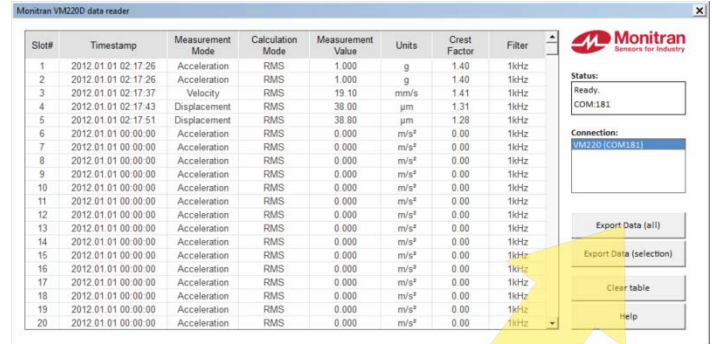 Monitran VM220D data reader X
Slot# Timestamp Measurement Mode Calculation Mode Measurement Value Units Crest Factor Filter
1 2012.01.01 02:17:26 Acceleration RMS 1.000 g 1.40 1kHz
2 2012.01.01 02:17:26 Acceleration RMS 1.000 g 1.40 1kHz
3 2012.01.01 02:17:37 Velocity RMS 19.10 mm/s 1.41 1kHz
4 2012.01.01 02:17:43 Displacement RMS 38.00 µm 1.31 1kHz
5 2012.01.01 02:17:51 Displacement RMS 38.80 µm 1.28 1kHz
6 2012.01.01 00:00:00 Acceleration RMS 0.000 m/s² 0.00 1kHz
7 2012.01.01 00:00:00 Acceleration RMS 0.000 m/s² 0.00 1kHz
8 2012.01.01 00:00:00 Acceleration RMS 0.000 m/s² 0.00 1kHz
9 2012.01.01 00:00:00 Acceleration RMS 0.000 m/s² 0.00 1kHz
10 2012.01.01 00:00:00 Acceleration RMS 0.000 m/s² 0.00 1kHz
11 2012.01.01 00:00:00 Acceleration RMS 0.000 m/s² 0.00 1kHz
12 2012.01.01 00:00:00 Acceleration RMS 0.000 m/s² 0.00 1kHz
13 2012.01.01 00:00:00 Acceleration RMS 0.000 m/s² 0.00 1kHz
14 2012.01.01 00:00:00 Acceleration RMS 0.000 m/s² 0.00 1kHz
15 2012.01.01 00:00:00 Acceleration RMS 0.000 m/s² 0.00 1kHz
16 2012.01.01 00:00:00 Acceleration RMS 0.000 m/s² 0.00 1kHz
17 2012.01.01 00:00:00 Acceleration RMS 0.000 m/s² 0.00 1kHz
18 2012.01.01 00:00:00 Acceleration RMS 0.000 m/s² 0.00 1kHz
19 2012.01.01 00:00:00 Acceleration RMS 0.000 m/s² 0.00 1kHz
20 2012.01.01 00:00:00 Acceleration RMS 0.000 m/s² 0.00 1kHz
Monitran
Sensors for Industry
Status:
Ready.
COM:181
Connection:
VM220 (COM181)
Export Data (all)
Export Data (selection)
Clear table
Help